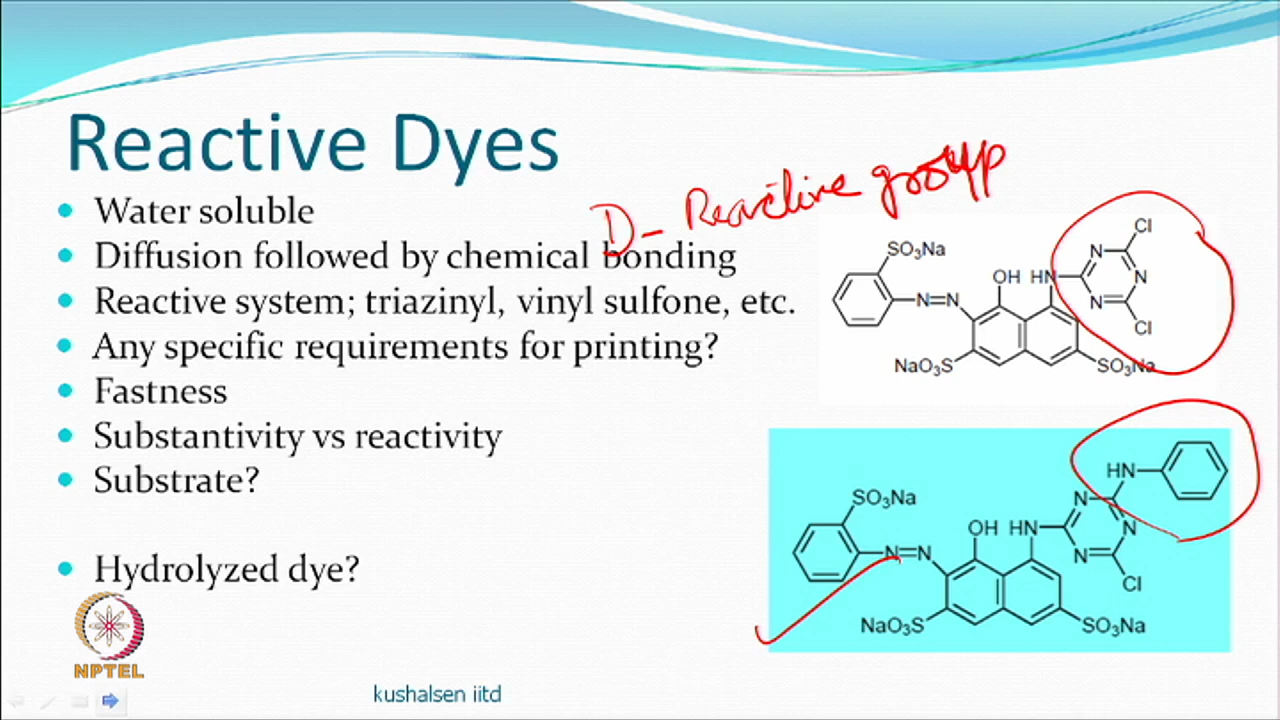 Reactive Dyes
D- Reactive group
Water soluble
Diffusion followed by chemical bonding
Reactive system; triazinyl, vinyl sulfone, etc.
Any specific requirements for printing?
Fastness
Substantivity vs reactivity
Substrate?
Hydrolyzed dye?
Cl
SO₃Na
N
N
OH
HN
N
N=N
N
Cl
NaO₃S
SO₃Na
HN
SO₃Na
N
OH
HN
N
N=N
N
Cl
NaO₃S
SO₃Na
NPTEL
kushalsen iitd